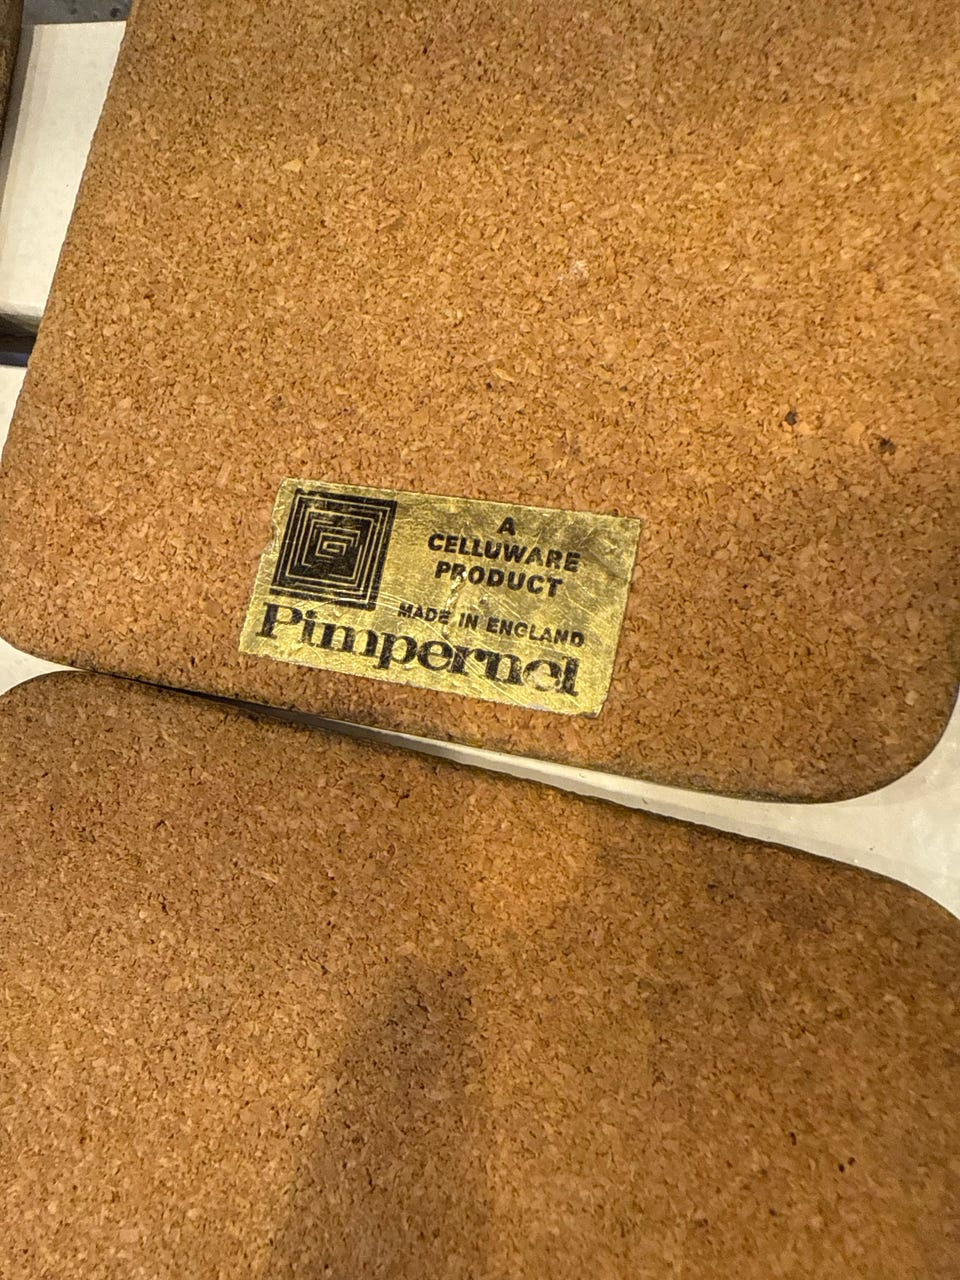 A
CELLUWARE
PRODUCT
MADE IN ENGLAND
Pimpernel